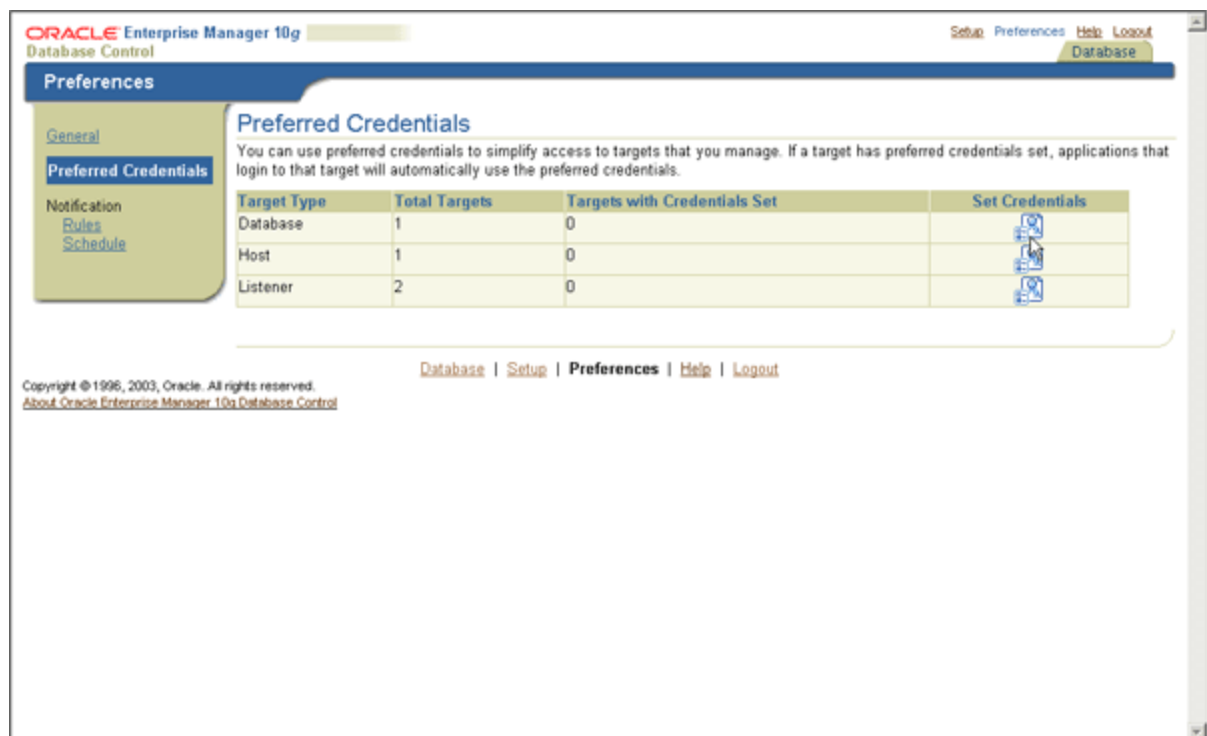 ORACLE Enterprise Manager 10g
Database Control
Setup Preferences Help Logout
Database
Preferences
General
Preferred Credentials
Notification
Rules
Schedule
Preferred Credentials
You can use preferred credentials to simplify access to targets that you manage. If a target has preferred credentials set, applications that
login to that target will automatically use the preferred credentials.
Target Type Total Targets Targets with Credentials Set Set Credentials
Database 1 0
Host 1 0
Listener 2 0
Database | Setup | Preferences | Help | Logout
Copyright © 1996, 2003, Oracle. All rights reserved.
About Oracle Enterprise Manager 10g Database Control